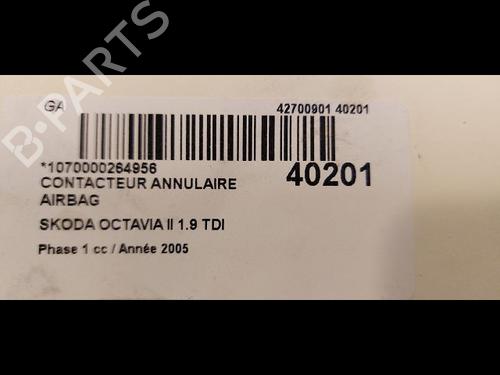 GA
42700901 40201
*1070000264956
40201
CONTACTEUR ANNULAIRE
AIRBAG
SKODA OCTAVIA II 1.9 TDI
Phase 1 cc / Année 2005
B-PARTS